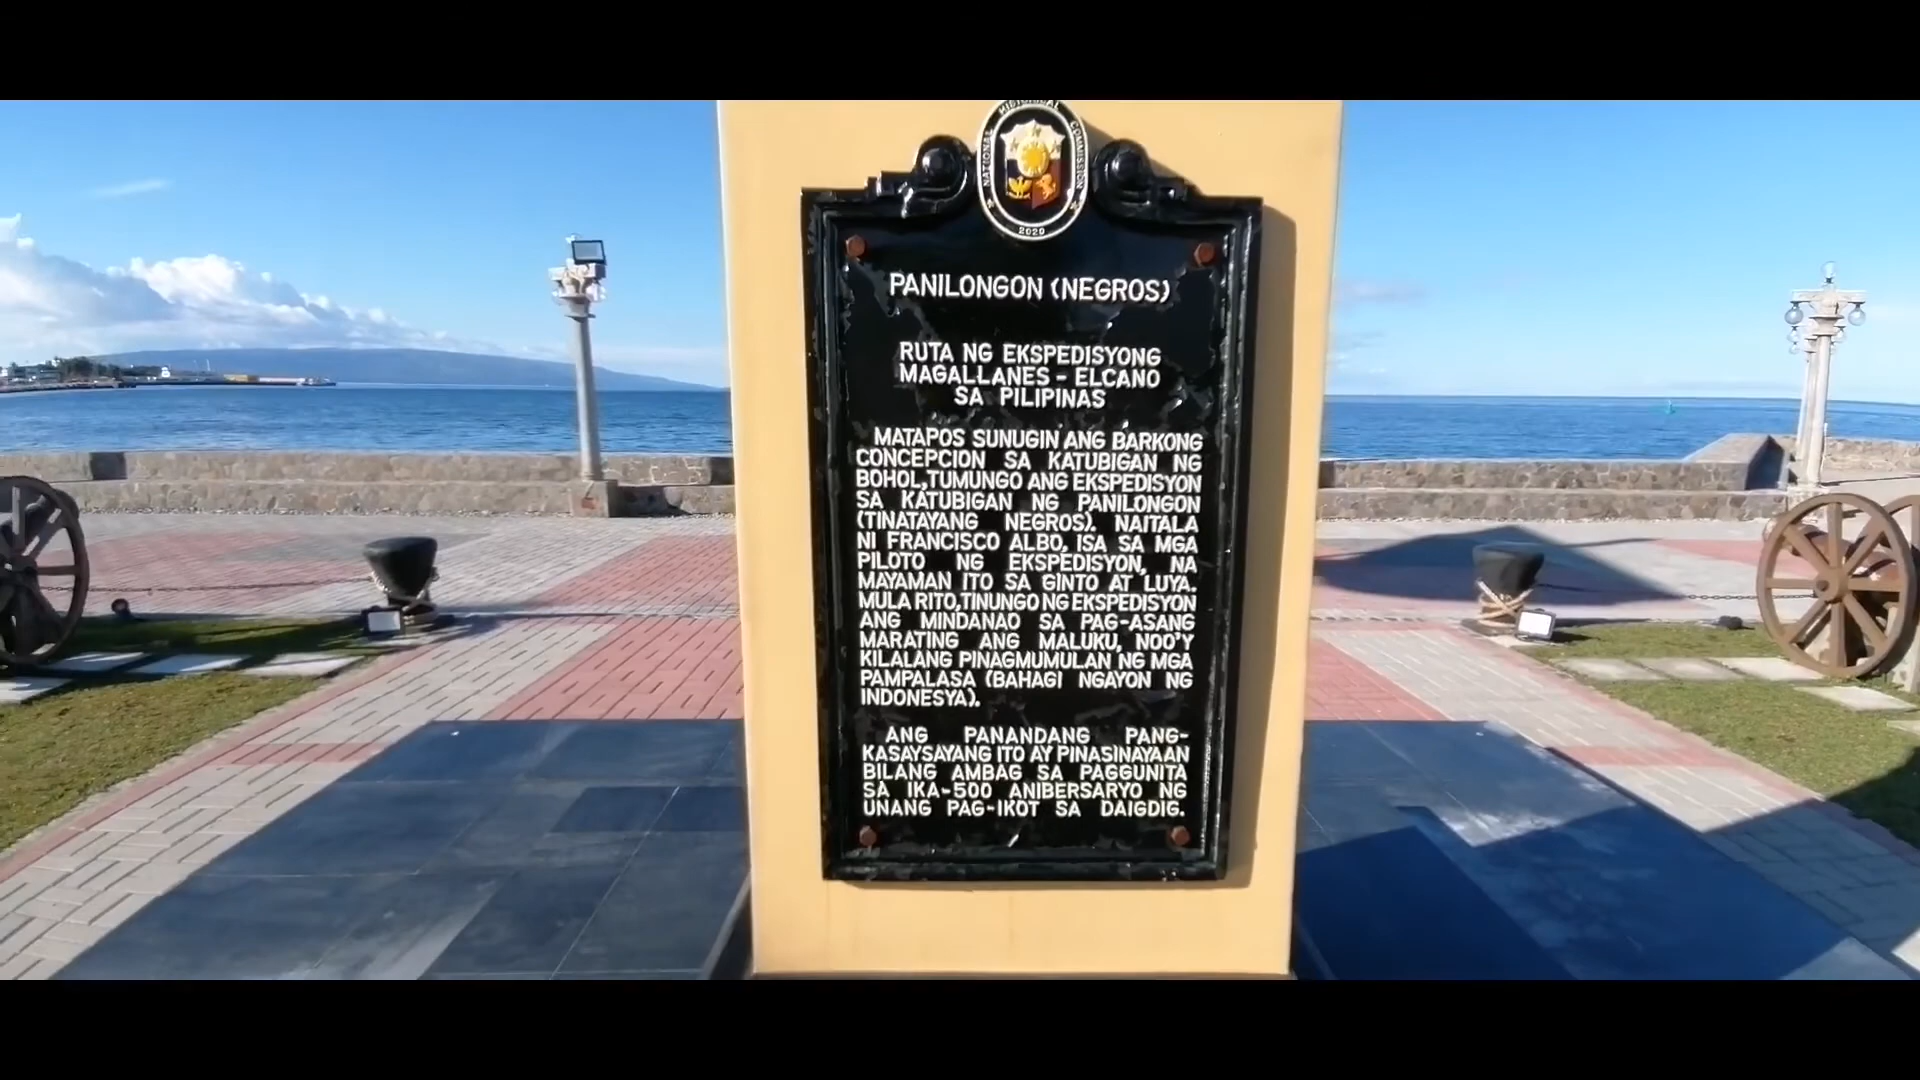 NATIONAL HISTORICAL COMMISSION
2020
PANILONGON (NEGROS)
RUTA NG EKSPEDISYONG
MAGALLANES - ELCANO
SA PILIPINAS
MATAPOS SUNUGIN ANG BARKONG
CONCEPCION SA KATUBIGAN NG
BOHOL, TUMUNGO ANG EKSPEDISYON
SA KATUBIGAN NG PANILONGON
(TINATAYANG NEGROS). NAITALA
NI FRANCISCO ALBO, ISA SA MGA
PILOTO NG EKSPEDISYON, NA
MAYAMAN ITO SA GINTO AT LUYA.
MULA RITO, TINUNGO NG EKSPEDISYON
ANG MINDANAO SA PAG-ASANG
MARATING ANG MALUKU, NOO'Y
KILALANG PINAGMUMULAN NG MGA
PAMPALASA (BAHAGI NGAYON NG
INDONESYA).
ANG PANANDANG PANG-
KASAYSAYANG ITO AY PINASINAYAAN
BILANG AMBAG SA PAGGUNITA
SA IKA-500 ANIBERSARYO NG
UNANG PAG-IKOT SA DAIGDIG.